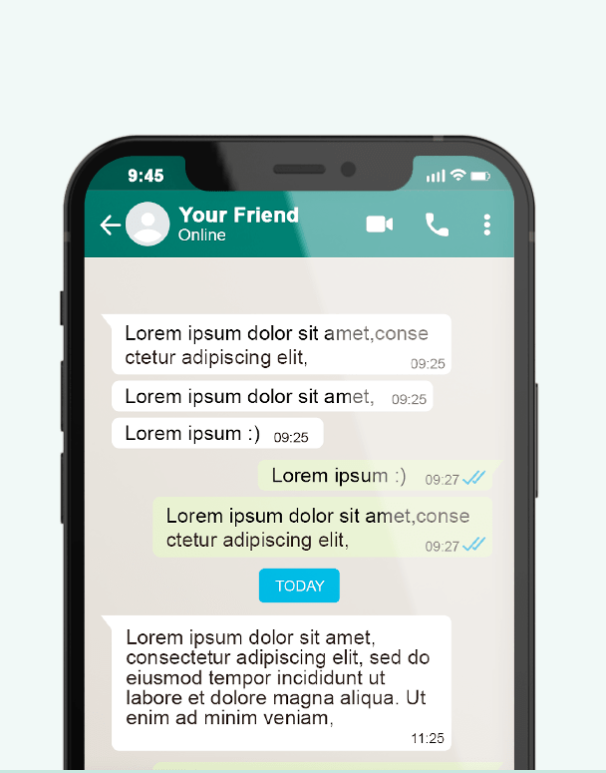 9:45
Your Friend
Online
Lorem ipsum dolor sit amet,conse
ctetur adipiscing elit,
09:25
Lorem ipsum dolor sit amet, 09:25
Lorem ipsum :) 09:25
Lorem ipsum :) 09:27
Lorem ipsum dolor sit amet,conse
ctetur adipiscing elit,
09:27
TODAY
Lorem ipsum dolor sit amet,
consectetur adipiscing elit, sed do
eiusmod tempor incididunt ut
labore et dolore magna aliqua. Ut
enim ad minim veniam,
11:25